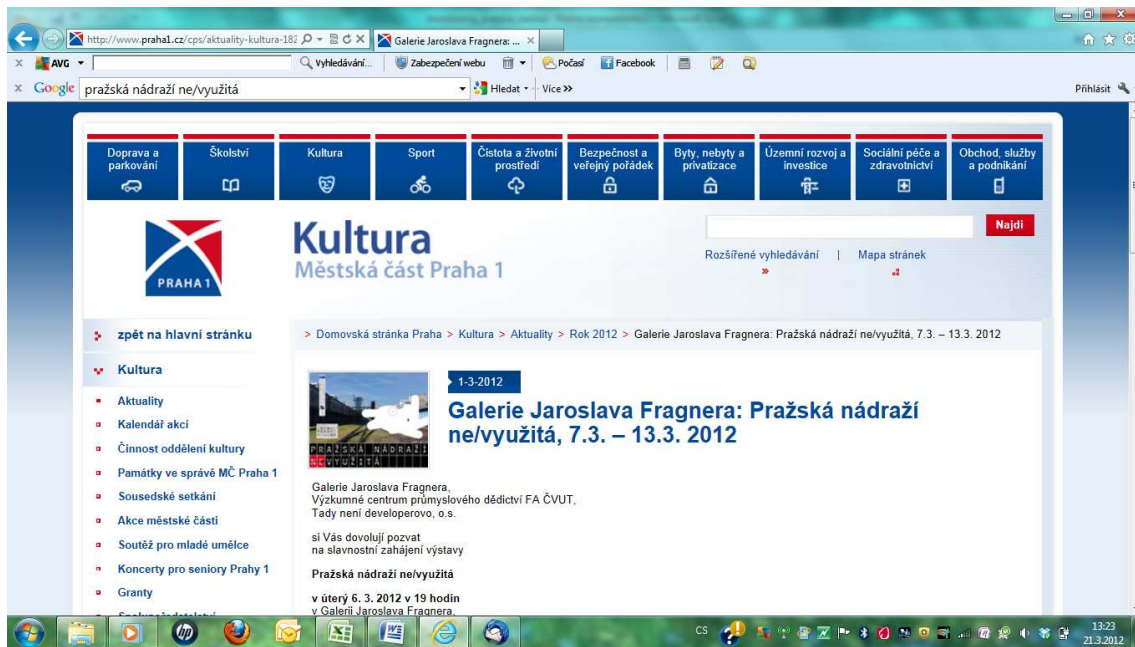 http://www.praha1.cz/cps/aktuality-kultura-182
Galerie Jaroslava Fragnera: ...
AVG
Vyhledávání...
Zabezpečení webu
Počasí
Facebook
Google
pražská nádraží ne/využitá
Hledat
Více >>
Přihlásit
Doprava a parkování
Školství
Kultura
Sport
Čistota a životní prostředí
Bezpečnost a veřejný pořádek
Byty, nebyty a privatizace
Územní rozvoj a investice
Sociální péče a zdravotnictví
Obchod, služby a podnikání
PRAHA 1
Kultura
Městská část Praha 1
Najdi
Rozšířené vyhledávání | Mapa stránek
zpět na hlavní stránku
> Domovská stránka Praha > Kultura > Aktuality > Rok 2012 > Galerie Jaroslava Fragnera: Pražská nádraží ne/využitá, 7.3. – 13.3. 2012
Kultura
Aktuality
Kalendář akcí
Činnost oddělení kultury
Památky ve správě MČ Praha 1
Sousedské setkání
Akce městské části
Soutěž pro mladé umělce
Koncerty pro seniory Prahy 1
Granty
1-3-2012
Galerie Jaroslava Fragnera: Pražská nádraží
ne/využitá, 7.3. – 13.3. 2012
PRAŽSKÁ NÁDRAŽÍ
NEVYUŽITÁ
Galerie Jaroslava Fragnera,
Výzkumné centrum průmyslového dědictví FA ČVUT,
Tady není developerovo, o.s.
si Vás dovolují pozvat
na slavnostní zahájení výstavy
Pražská nádraží ne/využitá
v úterý 6. 3. 2012 v 19 hodin
v Galerii Jaroslava Fragnera,
CS
13:23
21.3.2012